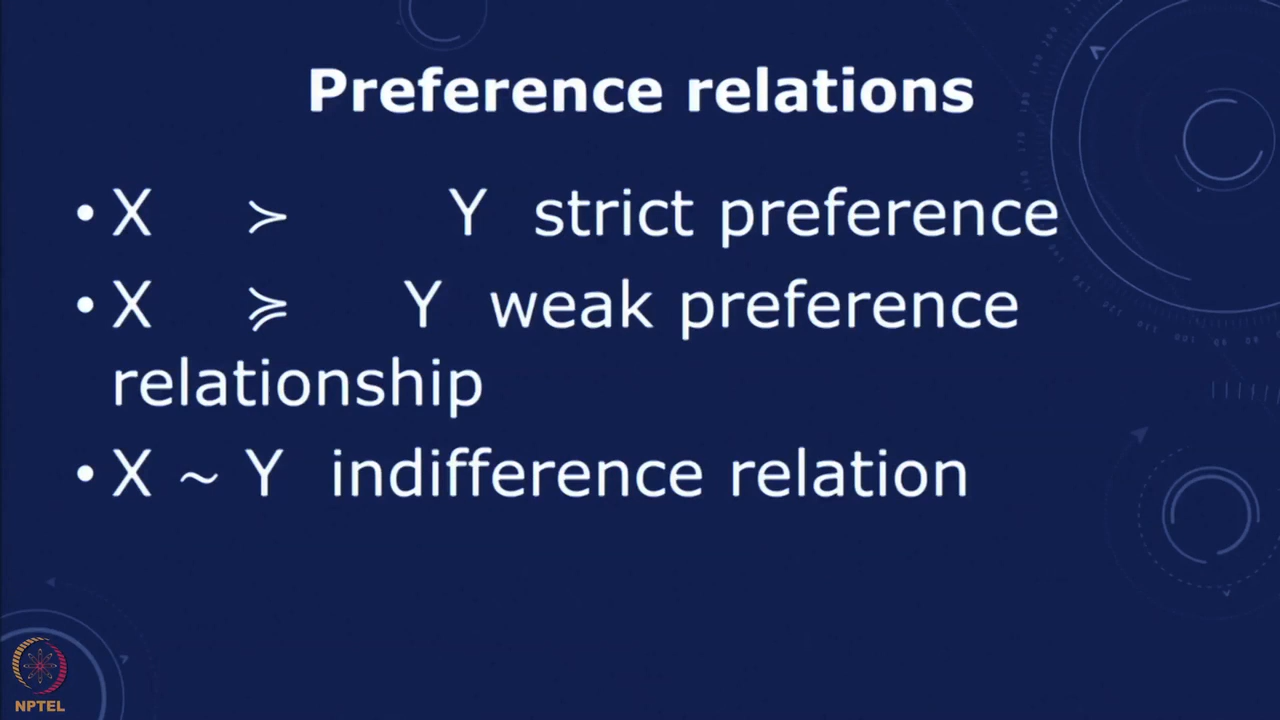 Preference relations
• X ≻ Y strict preference
• X ≽ Y weak preference
relationship
• X ~ Y indifference relation
NPTEL